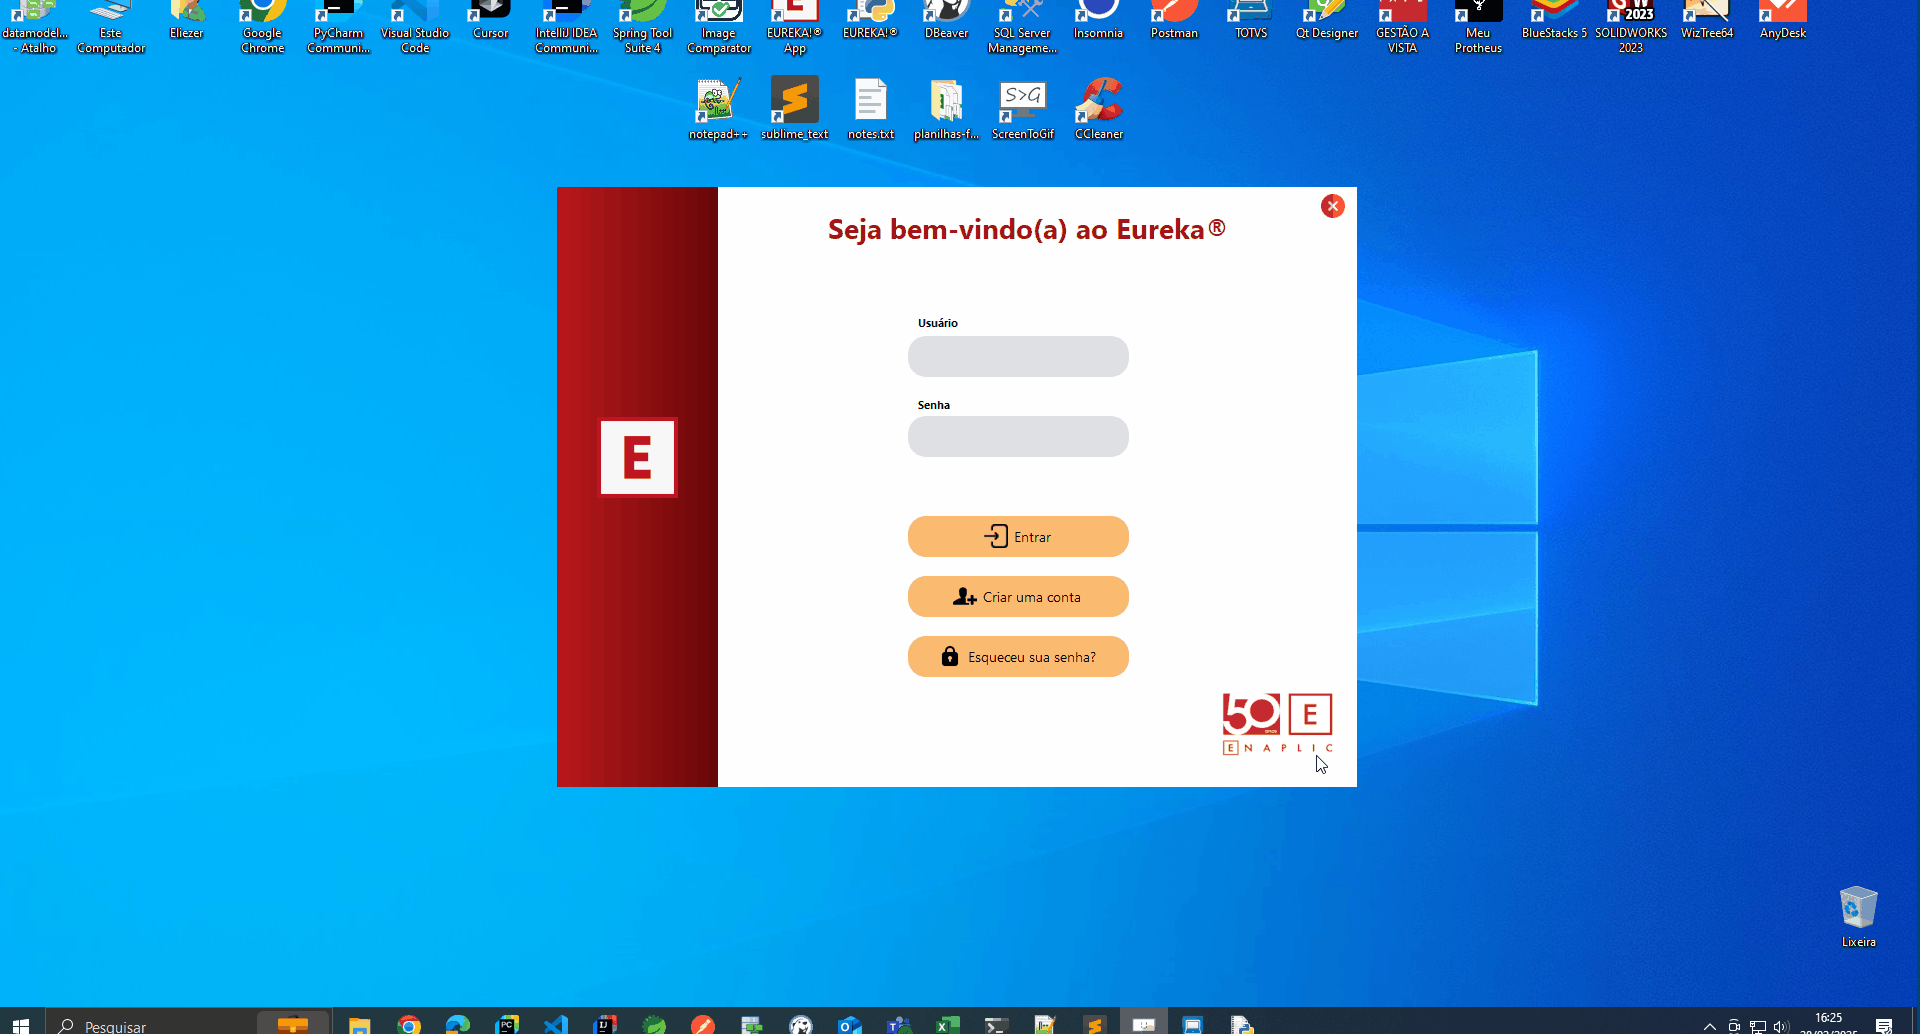 datamodel...
- Atalho
Este
Computador
Eliezer
Google
Chrome
PyCharm
Communi...
Visual Studio
Code
Cursor
IntelliJ IDEA
Communi...
Spring Tool
Suite 4
Image
Comparator
EUREKA!®
App
EUREKA!®
DBeaver
SQL Server
Manageme...
Insomnia
Postman
TOTVS
Qt Designer
GESTÃO A
VISTA
Meu
Protheus
BlueStacks 5
2023
SOLIDWORKS
2023
WizTree64
AnyDesk
S>G
notepad++
sublime_text
notes.txt
planilhas-f...
ScreenToGif
CCleaner
Seja bem-vindo(a) ao Eureka®
Usuário
Senha
E
Entrar
Criar uma conta
Esqueceu sua senha?
50 E
ENAPLIC
Lixeira
Pesquisar
16:25